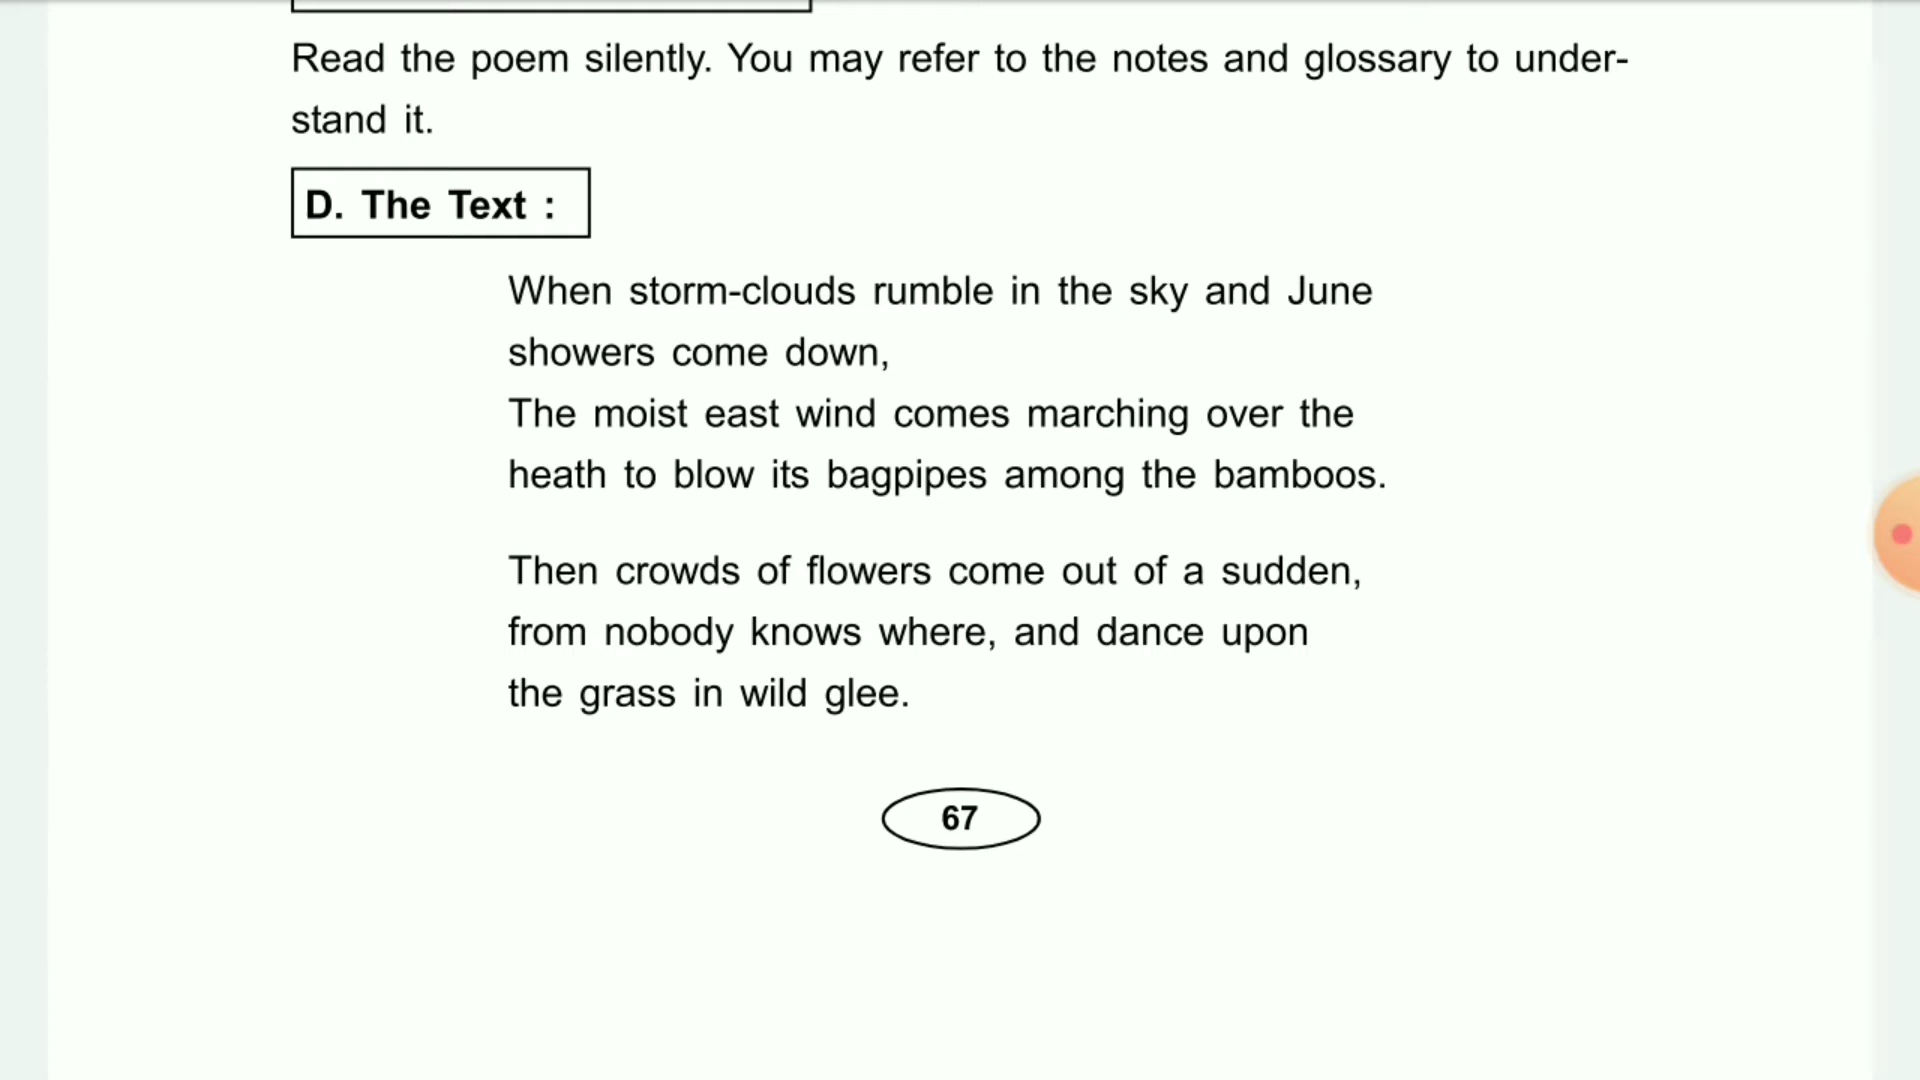 Read the poem silently. You may refer to the notes and glossary to under-
stand it.
D. The Text :
When storm-clouds rumble in the sky and June
showers come down,
The moist east wind comes marching over the
heath to blow its bagpipes among the bamboos.
Then crowds of flowers come out of a sudden,
from nobody knows where, and dance upon
the grass in wild glee.
67